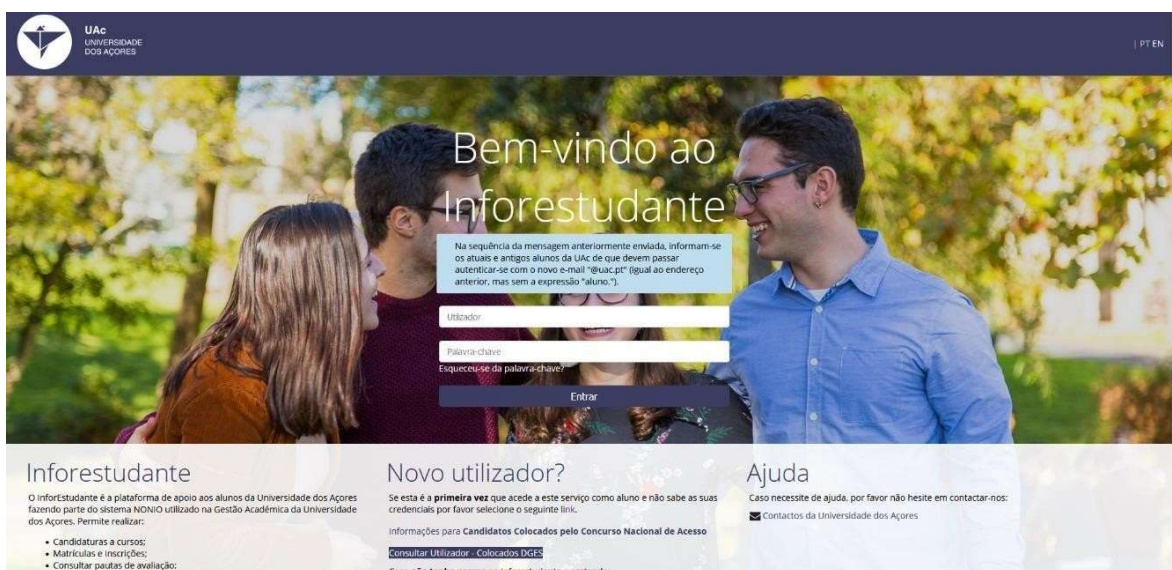 UAc
UNIVERSIDADE
DOS AÇORES
| PT EN
Bem-vindo ao
Inforestudante
Na sequência da mensagem anteriormente enviada, informam-se
os atuais e antigos alunos da UAc de que devem passar
autenticar-se com o novo e-mail "@uac.pt" (igual ao endereço
anterior, mas sem a expressão "aluno.").
Utilizador
Palavra-chave
Esqueceu-se da palavra-chave?
Entrar
Inforestudante
O InforEstudante é a plataforma de apoio aos alunos da Universidade dos Açores
fazendo parte do sistema NONIO utilizado na Gestão Académica da Universidade
dos Açores. Permite realizar:
• Candidaturas a cursos;
• Matrículas e Inscrições;
• Consultar pautas de avaliação;
Novo utilizador?
Se esta é a primeira vez que acede a este serviço como aluno e não sabe as suas
credenciais por favor selecione o seguinte link.
Informações para Candidatos Colocados pelo Concurso Nacional de Acesso
Consultar Utilizador - Colocados DGES
Ajuda
Caso necessite de ajuda, por favor não hesite em contactar-nos:
Contactos da Universidade dos Açores